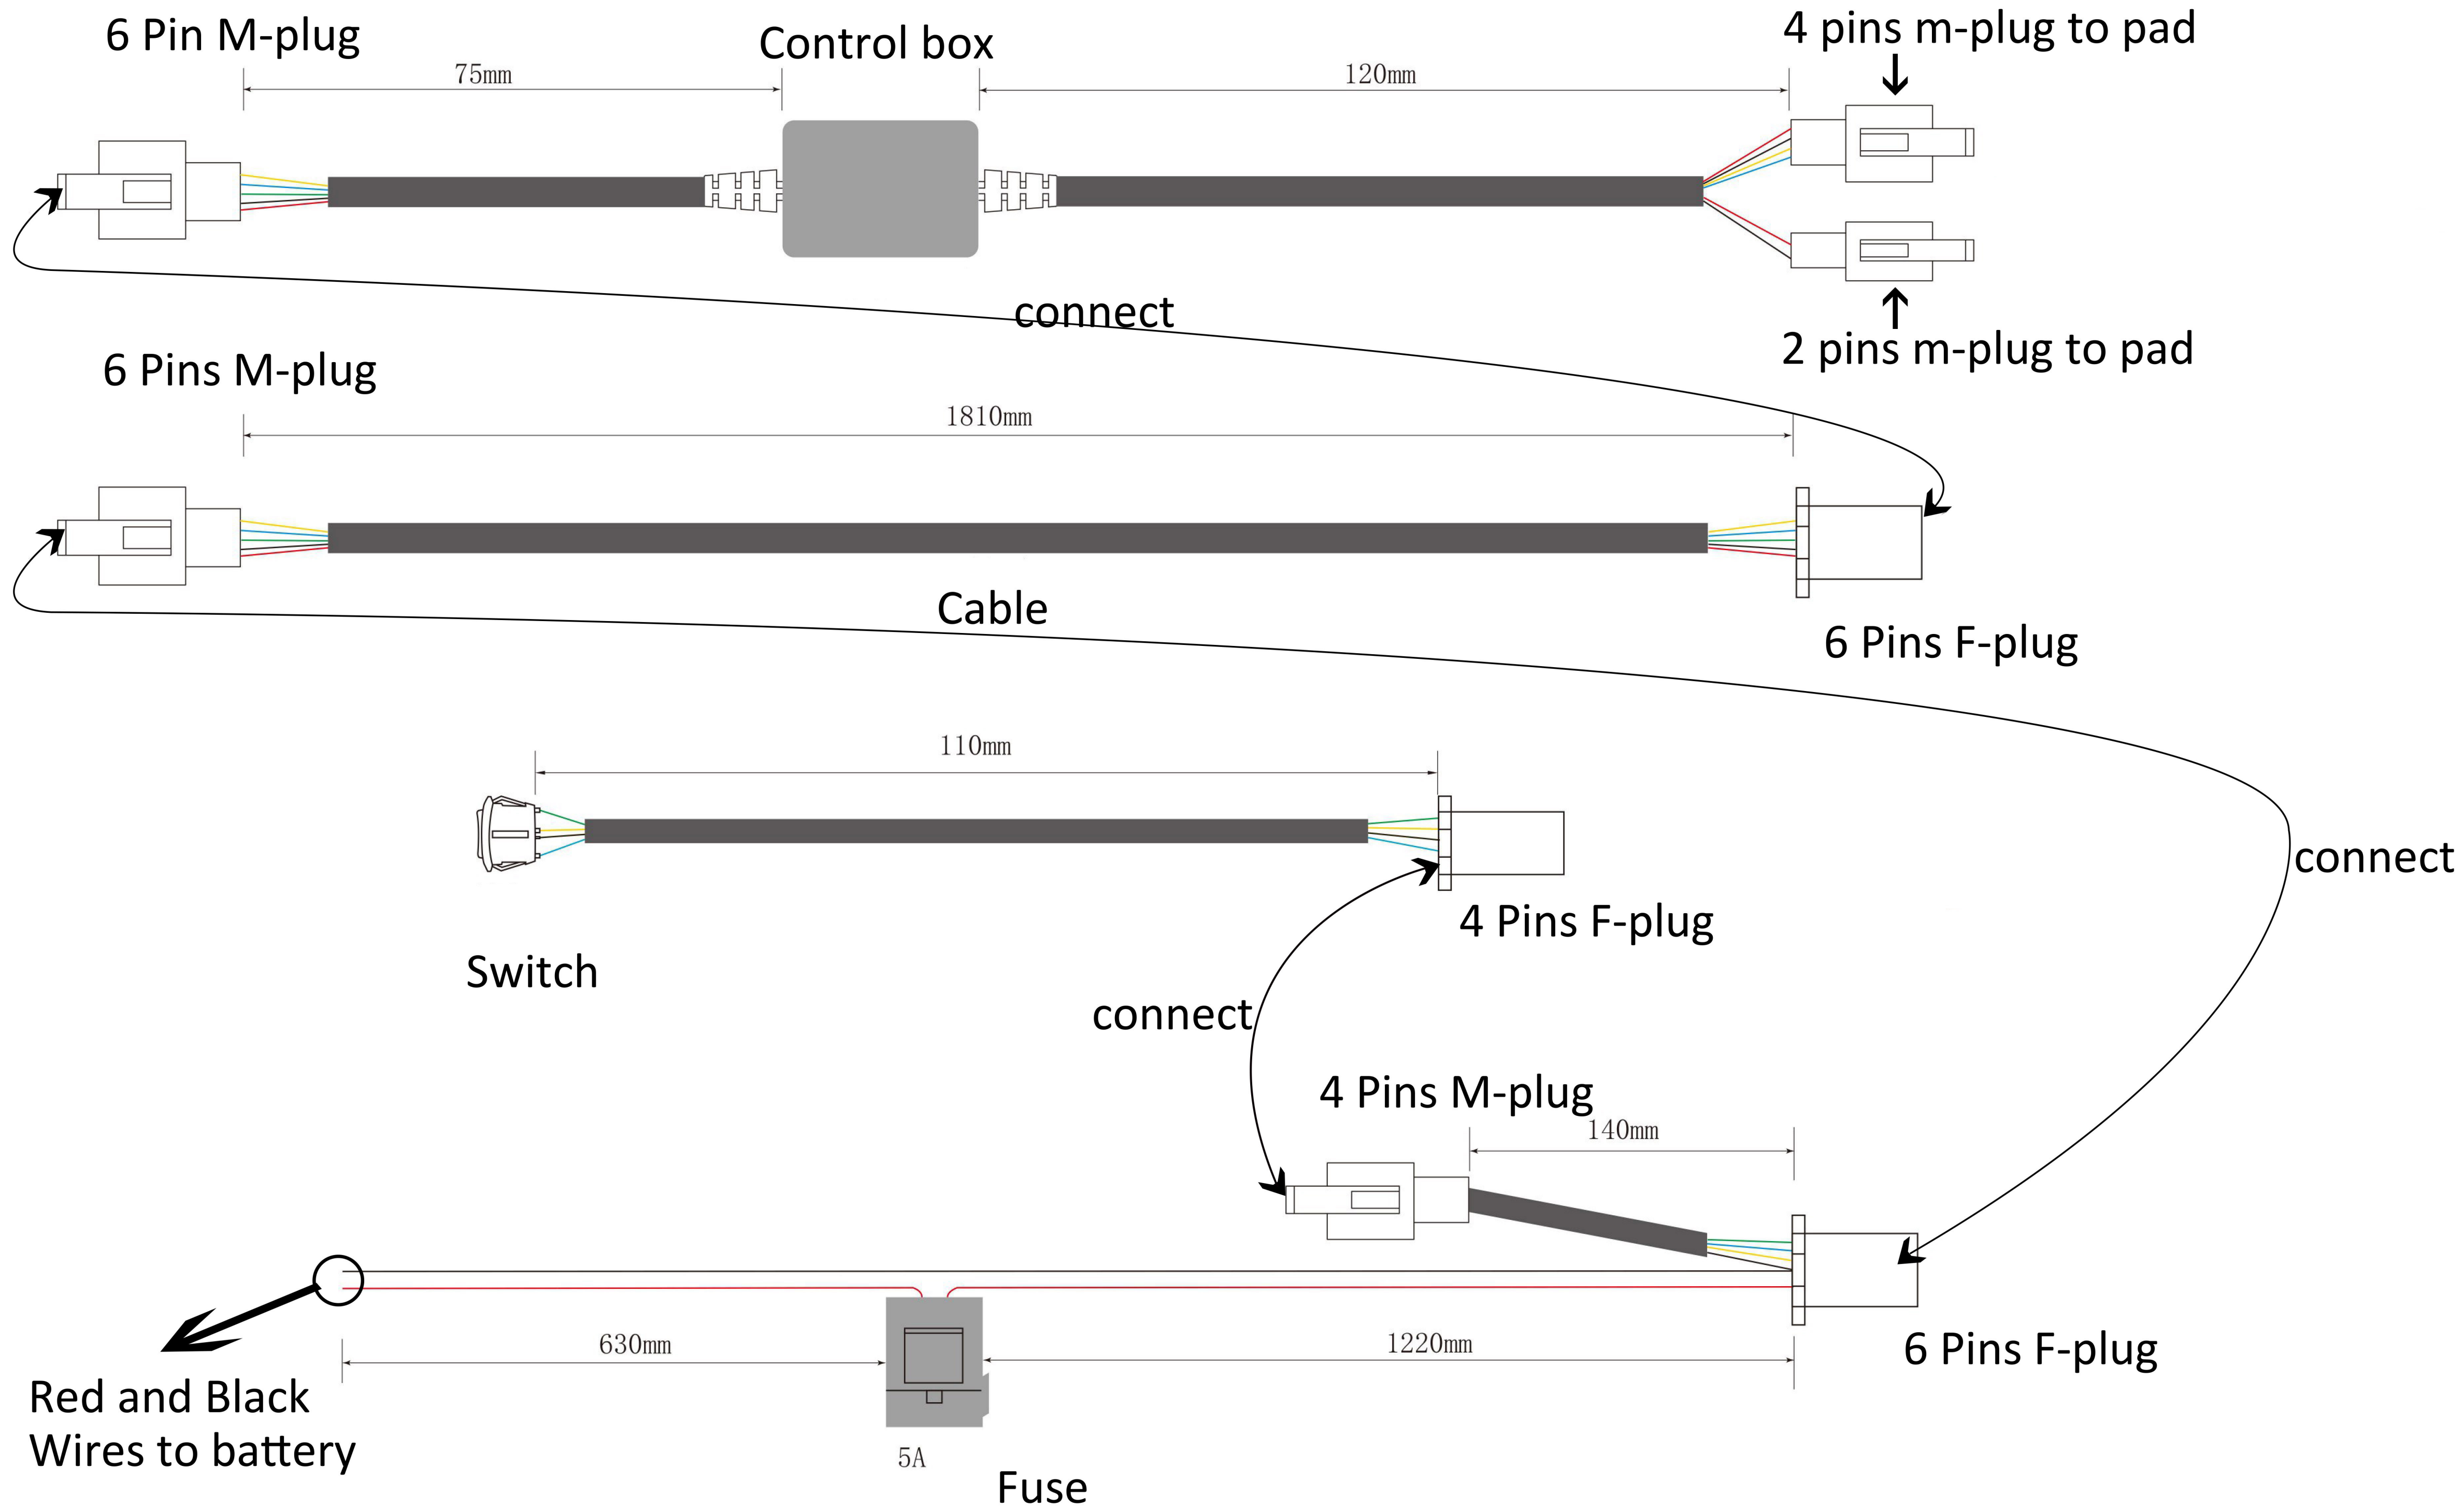 6 Pin M-plug
Control box
4 pins m-plug to pad
75mm
120mm
connect
2 pins m-plug to pad
6 Pins M-plug
1810mm
Cable
6 Pins F-plug
110mm
connect
4 Pins F-plug
Switch
connect
4 Pins M-plug
140mm
630mm
1220mm
6 Pins F-plug
Red and Black
Wires to battery
5A
Fuse